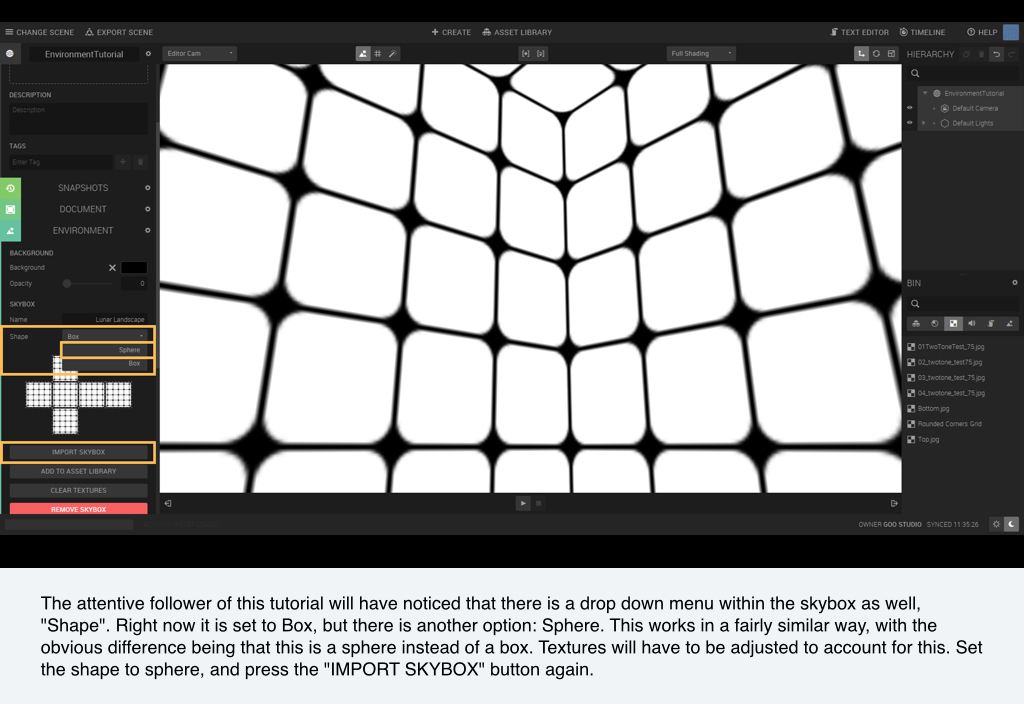 CHANGE SCENE EXPORT SCENE CREATE ASSET LIBRARY TEXT EDITOR TIMELINE HELP
EnvironmentTutorial Editor Cam Full Shading HIERARCHY
DESCRIPTION
Description
TAGS
Enter Tag
SNAPSHOTS
DOCUMENT
ENVIRONMENT
BACKGROUND
Background
Opacity 0
SKYBOX
Name Lunar Landscape
Shape Box
Sphere
Box
IMPORT SKYBOX
ADD TO ASSET LIBRARY
CLEAR TEXTURES
REMOVE SKYBOX
EnvironmentTutorial
Default Camera
Default Lights
BIN
01TwoToneTest_75.jpg
02_twotone_test75.jpg
03_twotone_test_75.jpg
04_twotone_test_75.jpg
Bottom.jpg
Rounded Corners Grid
Top.jpg
OWNER GOO STUDIO SYNCED 11:35:26
The attentive follower of this tutorial will have noticed that there is a drop down menu within the skybox as well,
"Shape". Right now it is set to Box, but there is another option: Sphere. This works in a fairly similar way, with the
obvious difference being that this is a sphere instead of a box. Textures will have to be adjusted to account for this. Set
the shape to sphere, and press the "IMPORT SKYBOX" button again.